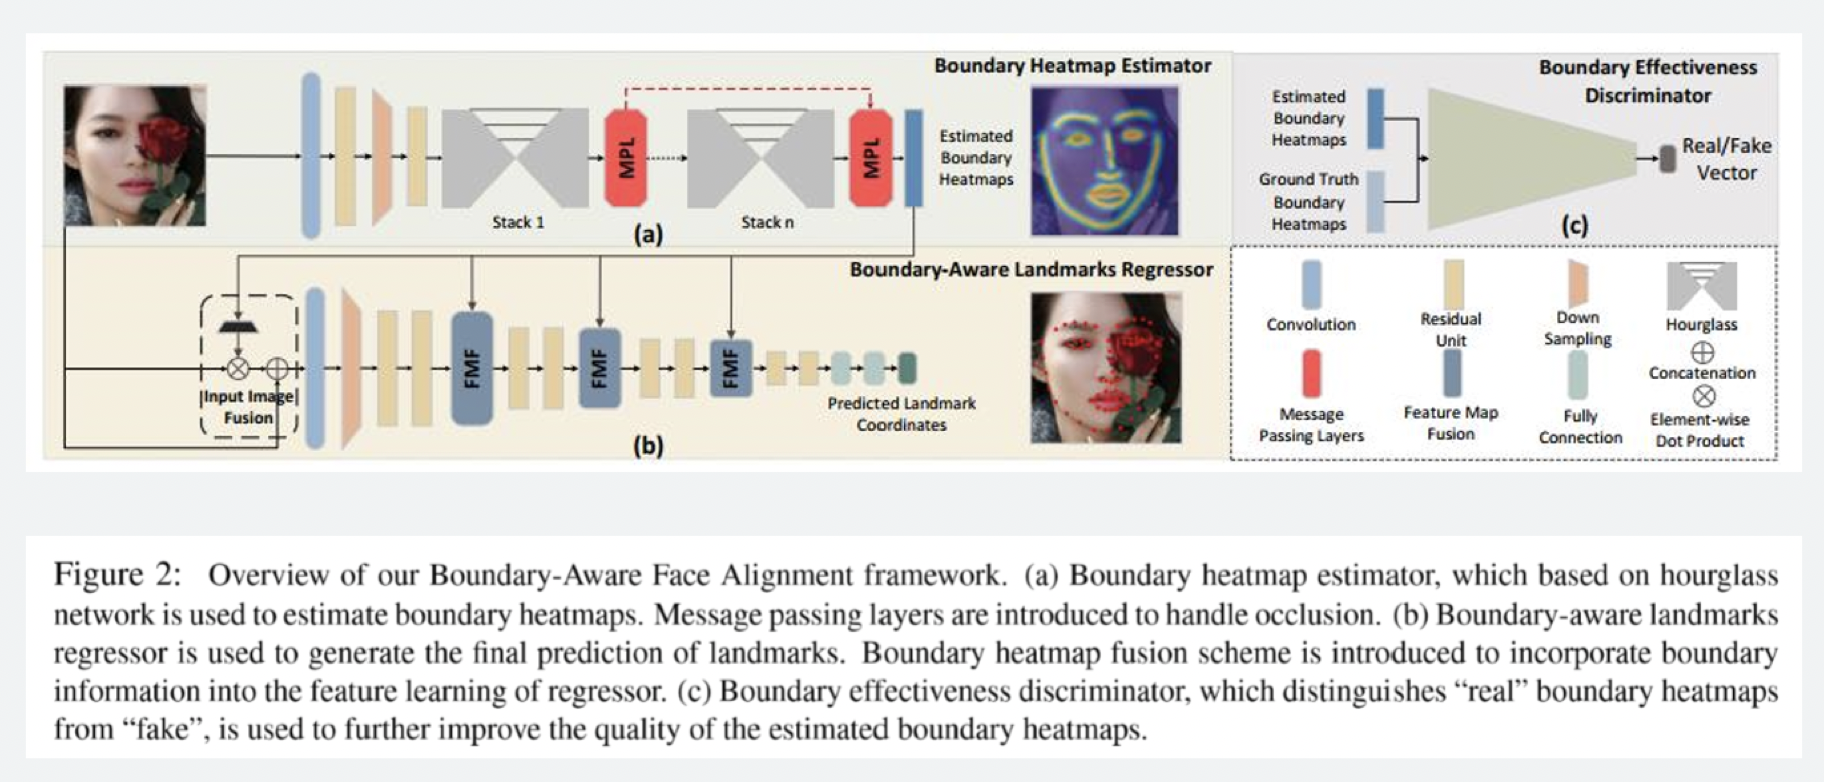 Boundary Heatmap Estimator
MPL
MPL
Estimated
Boundary
Heatmaps
Stack 1
Stack n
(a)
Boundary Effectiveness
Discriminator
Estimated
Boundary
Heatmaps
Ground Truth
Boundary
Heatmaps
Real/Fake
Vector
(c)
Boundary-Aware Landmarks Regressor
Input Image
Fusion
FMF
FMF
FMF
Predicted Landmark
Coordinates
(b)
Convolution
Residual
Unit
Down
Sampling
Hourglass
Concatenation
Message
Passing Layers
Feature Map
Fusion
Fully
Connection
Element-wise
Dot Product
Figure 2: Overview of our Boundary-Aware Face Alignment framework. (a) Boundary heatmap estimator, which based on hourglass
network is used to estimate boundary heatmaps. Message passing layers are introduced to handle occlusion. (b) Boundary-aware landmarks
regressor is used to generate the final prediction of landmarks. Boundary heatmap fusion scheme is introduced to incorporate boundary
information into the feature learning of regressor. (c) Boundary effectiveness discriminator, which distinguishes “real” boundary heatmaps
from “fake”, is used to further improve the quality of the estimated boundary heatmaps.